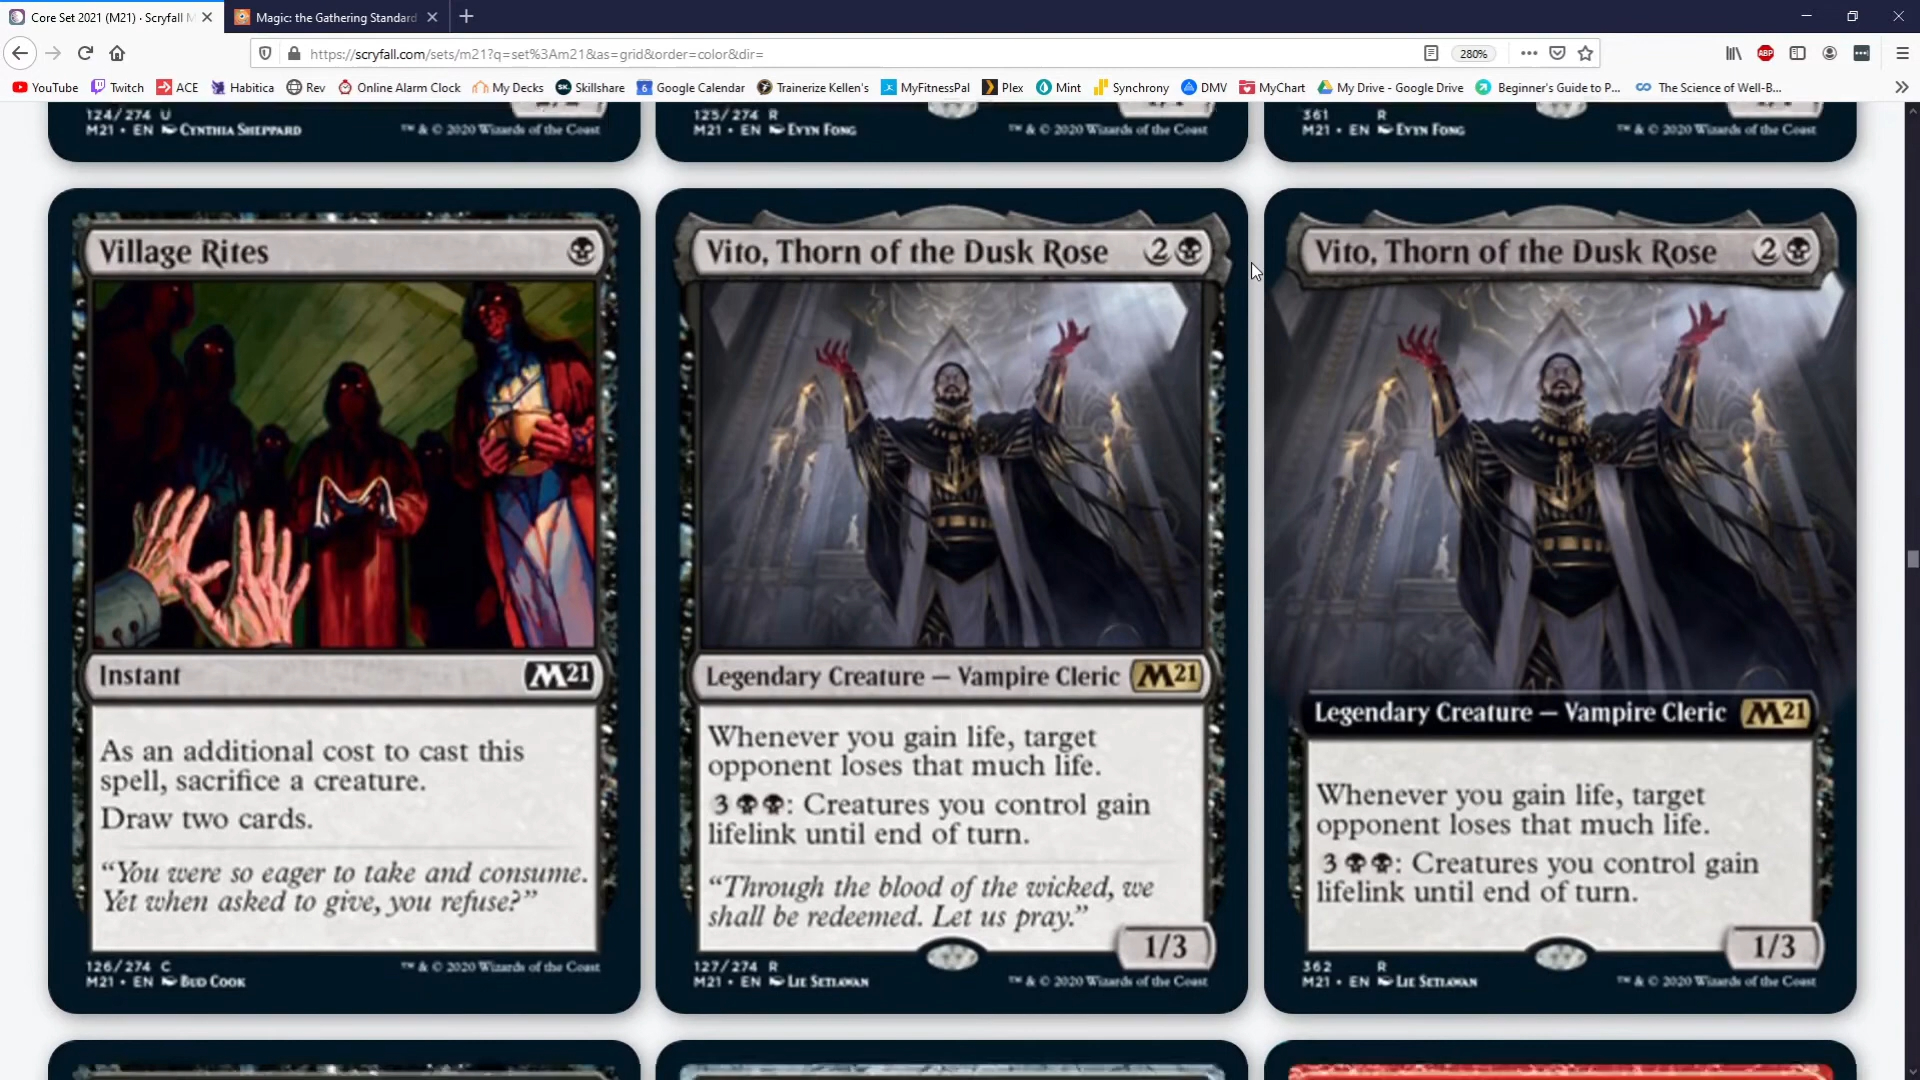 Core Set 2021 (M21) · Scryfall M
Magic: the Gathering Standard
https://scryfall.com/sets/m21?q=set%3Am21&as=grid&order=color&dir=
280%
ABP
YouTube
Twitch
ACE
Habitica
Rev
Online Alarm Clock
My Decks
Skillshare
Google Calendar
Trainerize Kellen's
MyFitnessPal
Plex
Mint
Synchrony
DMV
MyChart
My Drive - Google Drive
Beginner's Guide to P...
The Science of Well-B...
124/274 U
M21 • EN Cynthia Sheppard
™ & © 2020 Wizards of the Coast
125/274 R
M21 • EN Evyn Fong
™ & © 2020 Wizards of the Coast
361 R
M21 • EN Evyn Fong
™ & © 2020 Wizards of the Coast
Village Rites
Instant
M21
As an additional cost to cast this
spell, sacrifice a creature.
Draw two cards.
“You were so eager to take and consume.
Yet when asked to give, you refuse?”
126/274 C
M21 • EN Bud Cook
™ & © 2020 Wizards of the Coast
Vito, Thorn of the Dusk Rose 2
Legendary Creature — Vampire Cleric M21
Whenever you gain life, target
opponent loses that much life.
3 : Creatures you control gain
lifelink until end of turn.
“Through the blood of the wicked, we
shall be redeemed. Let us pray.”
1/3
127/274 R
M21 • EN Lie Setiawan
™ & © 2020 Wizards of the Coast
Vito, Thorn of the Dusk Rose 2
Legendary Creature — Vampire Cleric M21
Whenever you gain life, target
opponent loses that much life.
3 : Creatures you control gain
lifelink until end of turn.
1/3
362 R
M21 • EN Lie Setiawan
™ & © 2020 Wizards of the Coast